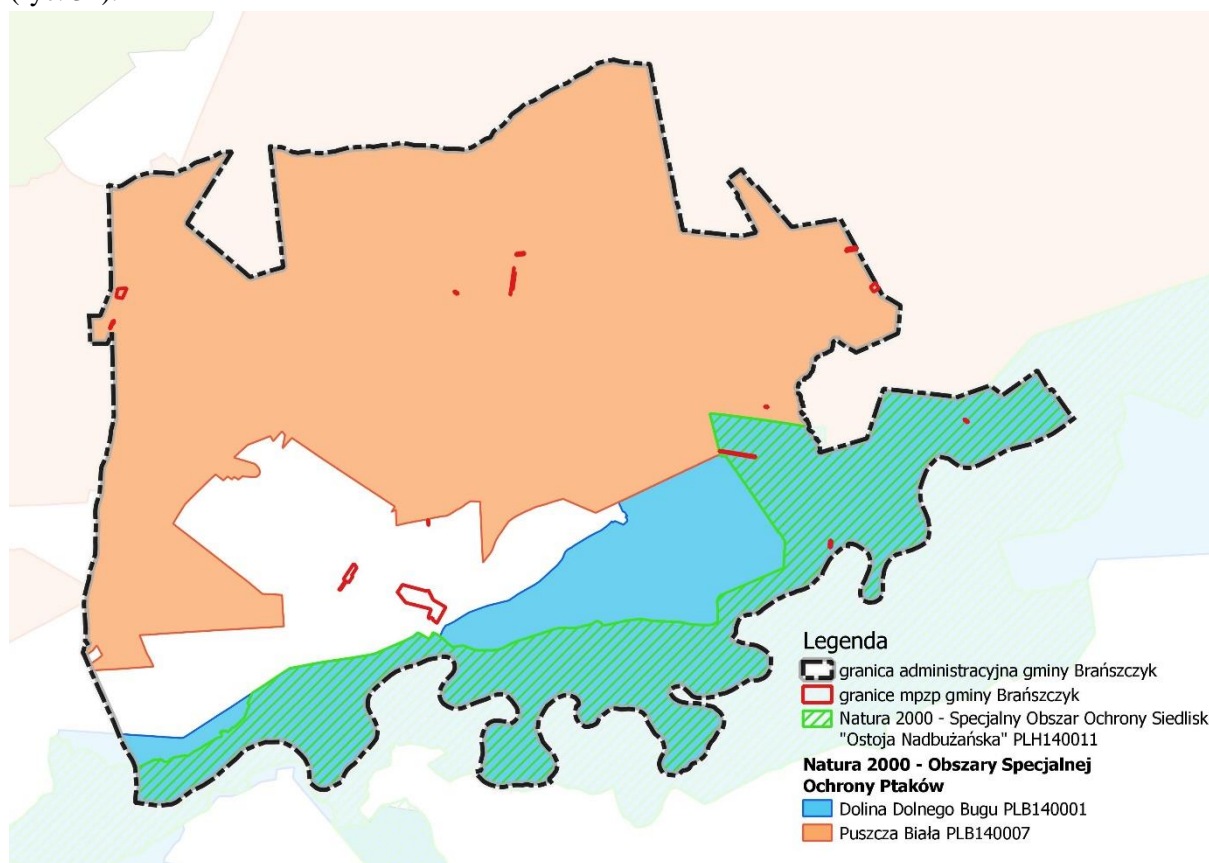 Legenda
granica administracyjna gminy Brańszczyk
granice mpzp gminy Brańszczyk
Natura 2000 - Specjalny Obszar Ochrony Siedlisk
"Ostoja Nadbużańska" PLH140011
Natura 2000 - Obszary Specjalnej
Ochrony Ptaków
Dolina Dolnego Bugu PLB140001
Puszcza Biała PLB140007